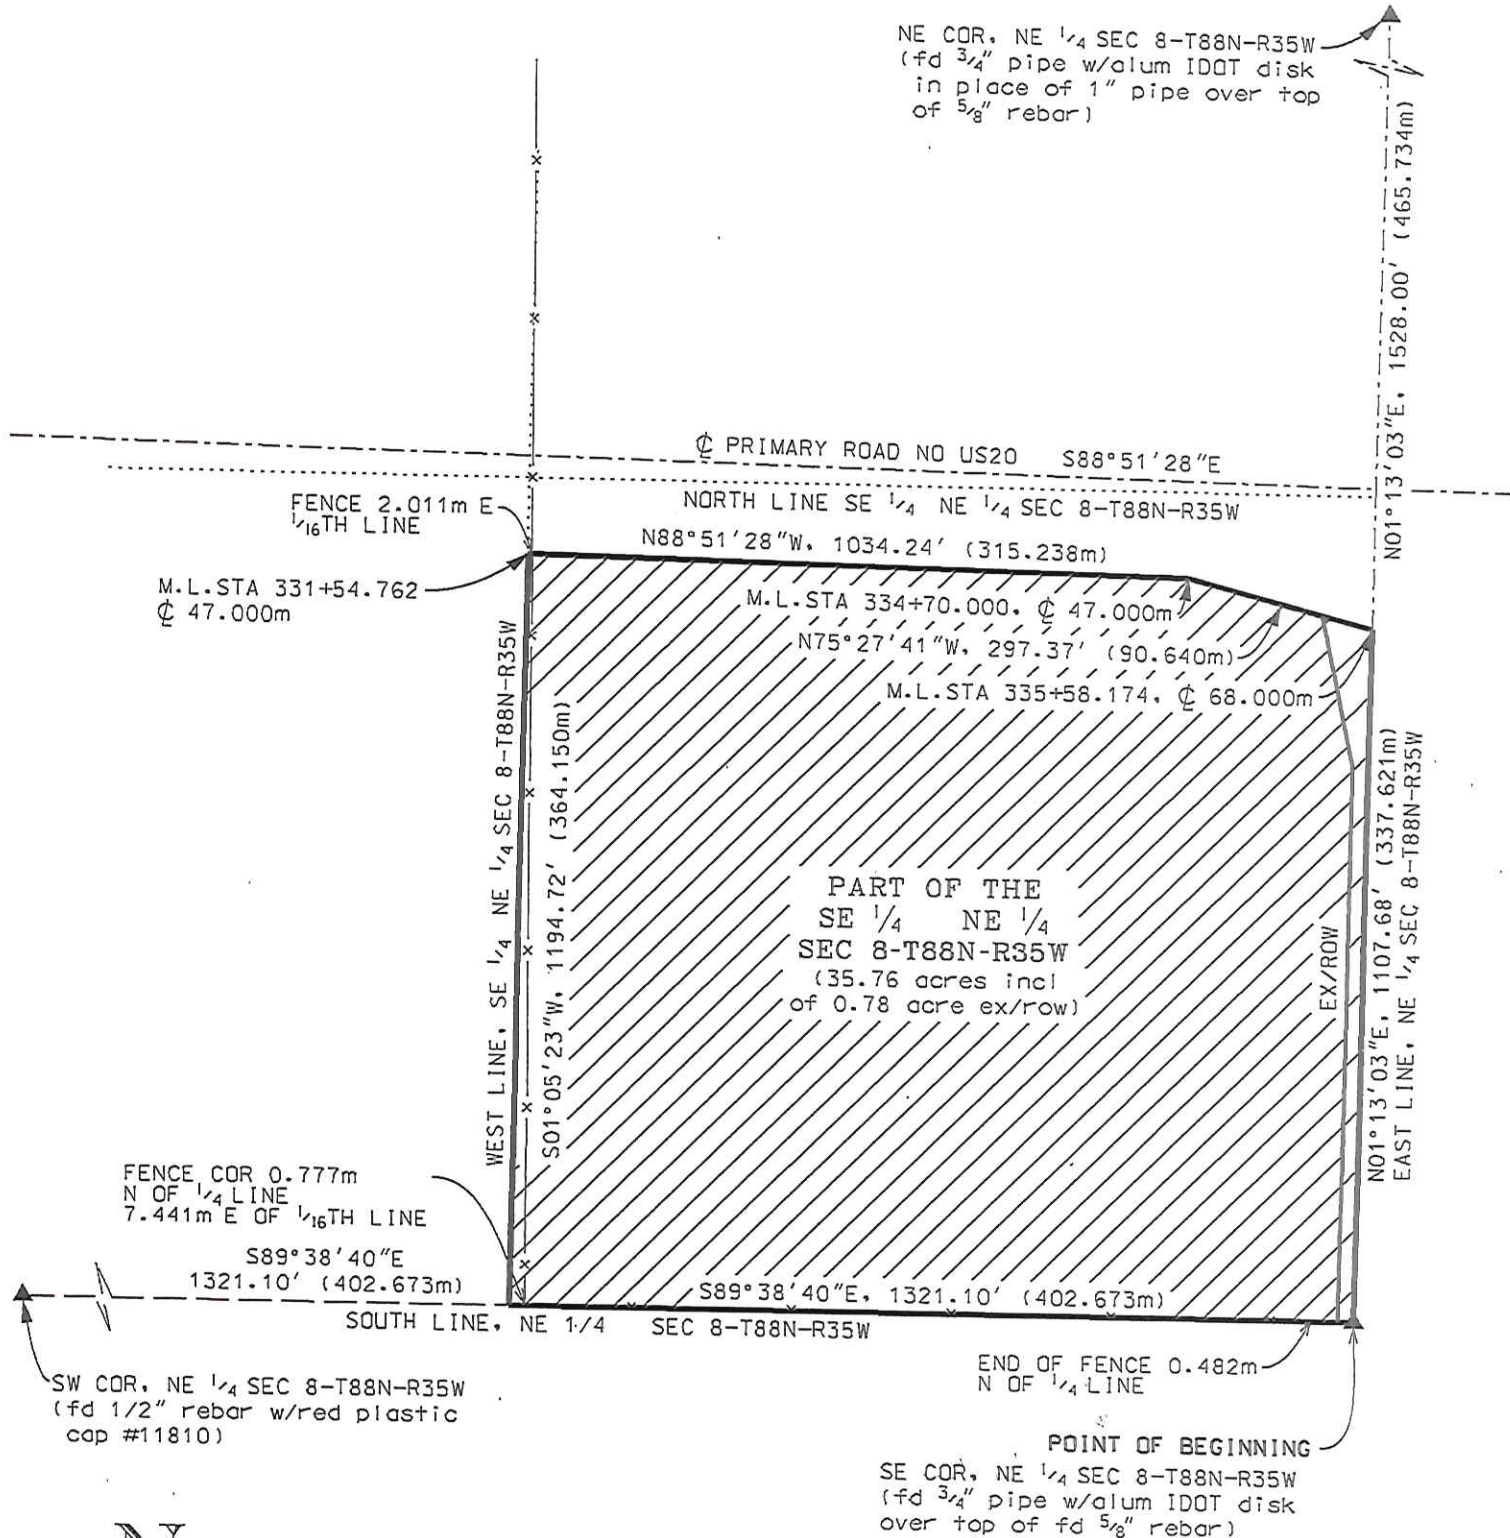 NE COR. NE 1/4 SEC 8-T88N-R35W
(fd 3/4" pipe w/alum IDOT disk
in place of 1" pipe over top
of 5/8" rebar)
N01°13'03"E, 1528.00' (465.734m)
℄ PRIMARY ROAD NO US20 S88°51'28"E
NORTH LINE SE 1/4 NE 1/4 SEC 8-T88N-R35W
FENCE 2.011m E
1/16TH LINE
N88°51'28"W, 1034.24' (315.238m)
M.L.STA 331+54.762
℄ 47.000m
M.L.STA 334+70.000, ℄ 47.000m
N75°27'41"W, 297.37' (90.640m)
M.L.STA 335+58.174, ℄ 68.000m
WEST LINE, SE 1/4 NE 1/4 SEC 8-T88N-R35W
S01°05'23"W, 1194.72' (364.150m)
PART OF THE
SE 1/4 NE 1/4
SEC 8-T88N-R35W
(35.76 acres incl
of 0.78 acre ex/row)
EX/ROW
N01°13'03"E, 1107.68' (337.621m)
EAST LINE, NE 1/4 SEC 8-T88N-R35W
FENCE COR 0.777m
N OF 1/4 LINE
7.441m E OF 1/16TH LINE
S89°38'40"E
1321.10' (402.673m)
S89°38'40"E, 1321.10' (402.673m)
SOUTH LINE, NE 1/4 SEC 8-T88N-R35W
SW COR, NE 1/4 SEC 8-T88N-R35W
(fd 1/2" rebar w/red plastic
cap #11810)
END OF FENCE 0.482m
N OF 1/4 LINE
POINT OF BEGINNING
SE COR, NE 1/4 SEC 8-T88N-R35W
(fd 3/4" pipe w/alum IDOT disk
over top of fd 5/8" rebar)